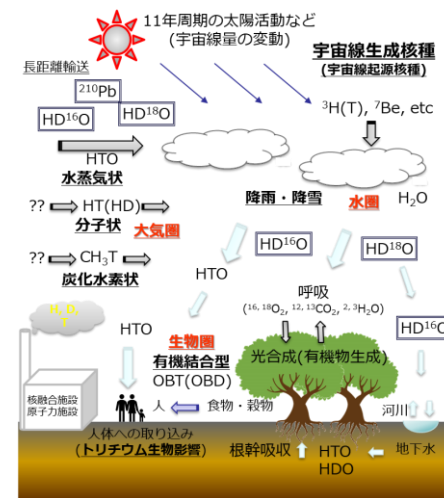 11年周期の太陽活動など
(宇宙線量の変動)
宇宙線生成核種
(宇宙線起源核種)
長距離輸送
²¹⁰Pb
HD¹⁶O
HD¹⁸O
³H(T), ⁷Be, etc
HTO
水蒸気状
降雨・降雪
水圏
H₂O
?? HT(HD)
分子状
大気圏
HD¹⁶O
HD¹⁸O
?? CH₃T
炭化水素状
HTO
呼吸
(¹⁶, ¹⁸O₂, ¹², ¹³CO₂, ², ³H₂O)
H, D,
T
HTO
生物圏
有機結合型
OBT(OBD)
光合成(有機物生成)
HD¹⁶O
核融合施設
原子力施設
人
食物・穀物
河川
人体への取り込み
(トリチウム生物影響)
根幹吸収
HTO
HDO
地下水